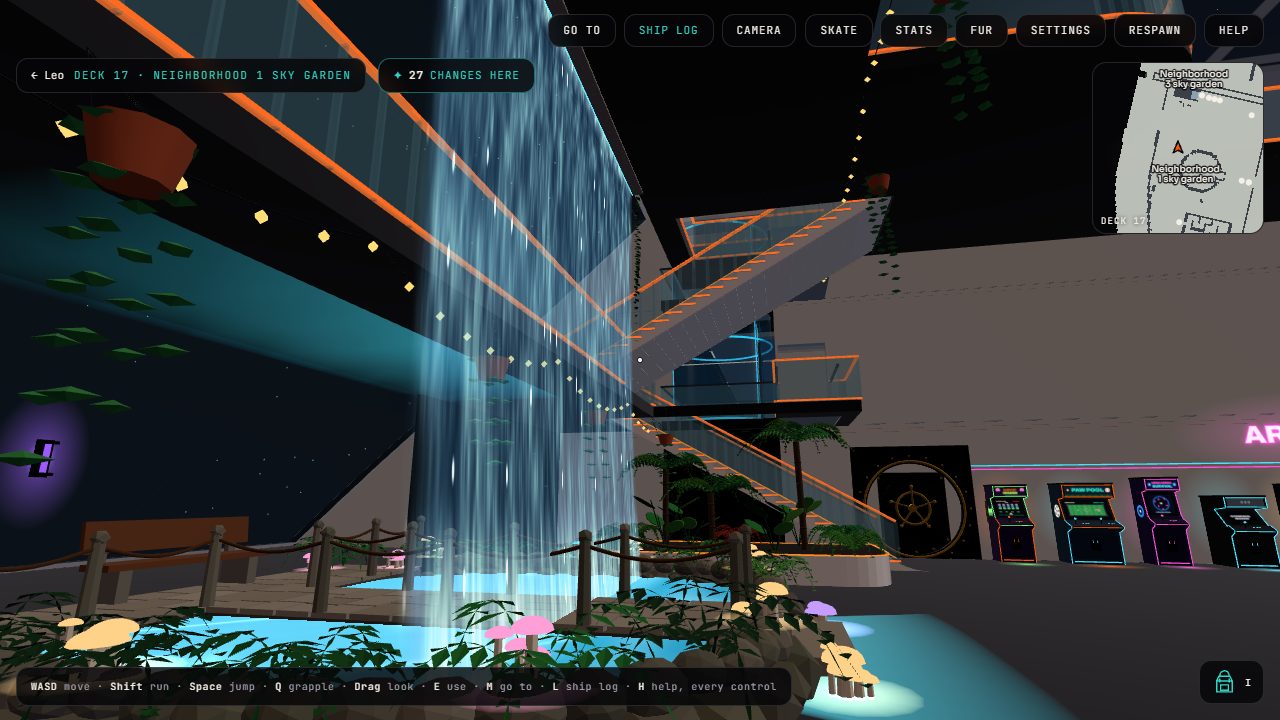 GO TO
SHIP LOG
CAMERA
SKATE
STATS
FUR
SETTINGS
RESPAWN
HELP
← Leo DECK 17 · NEIGHBORHOOD 1 SKY GARDEN
✦ 27 CHANGES HERE
Neighborhood
3 sky garden
Neighborhood
1 sky garden
DECK 17
AR
PAW POOL
WASD move · Shift run · Space jump · Q grapple · Drag look · E use · M go to · L ship log · H help, every control
I